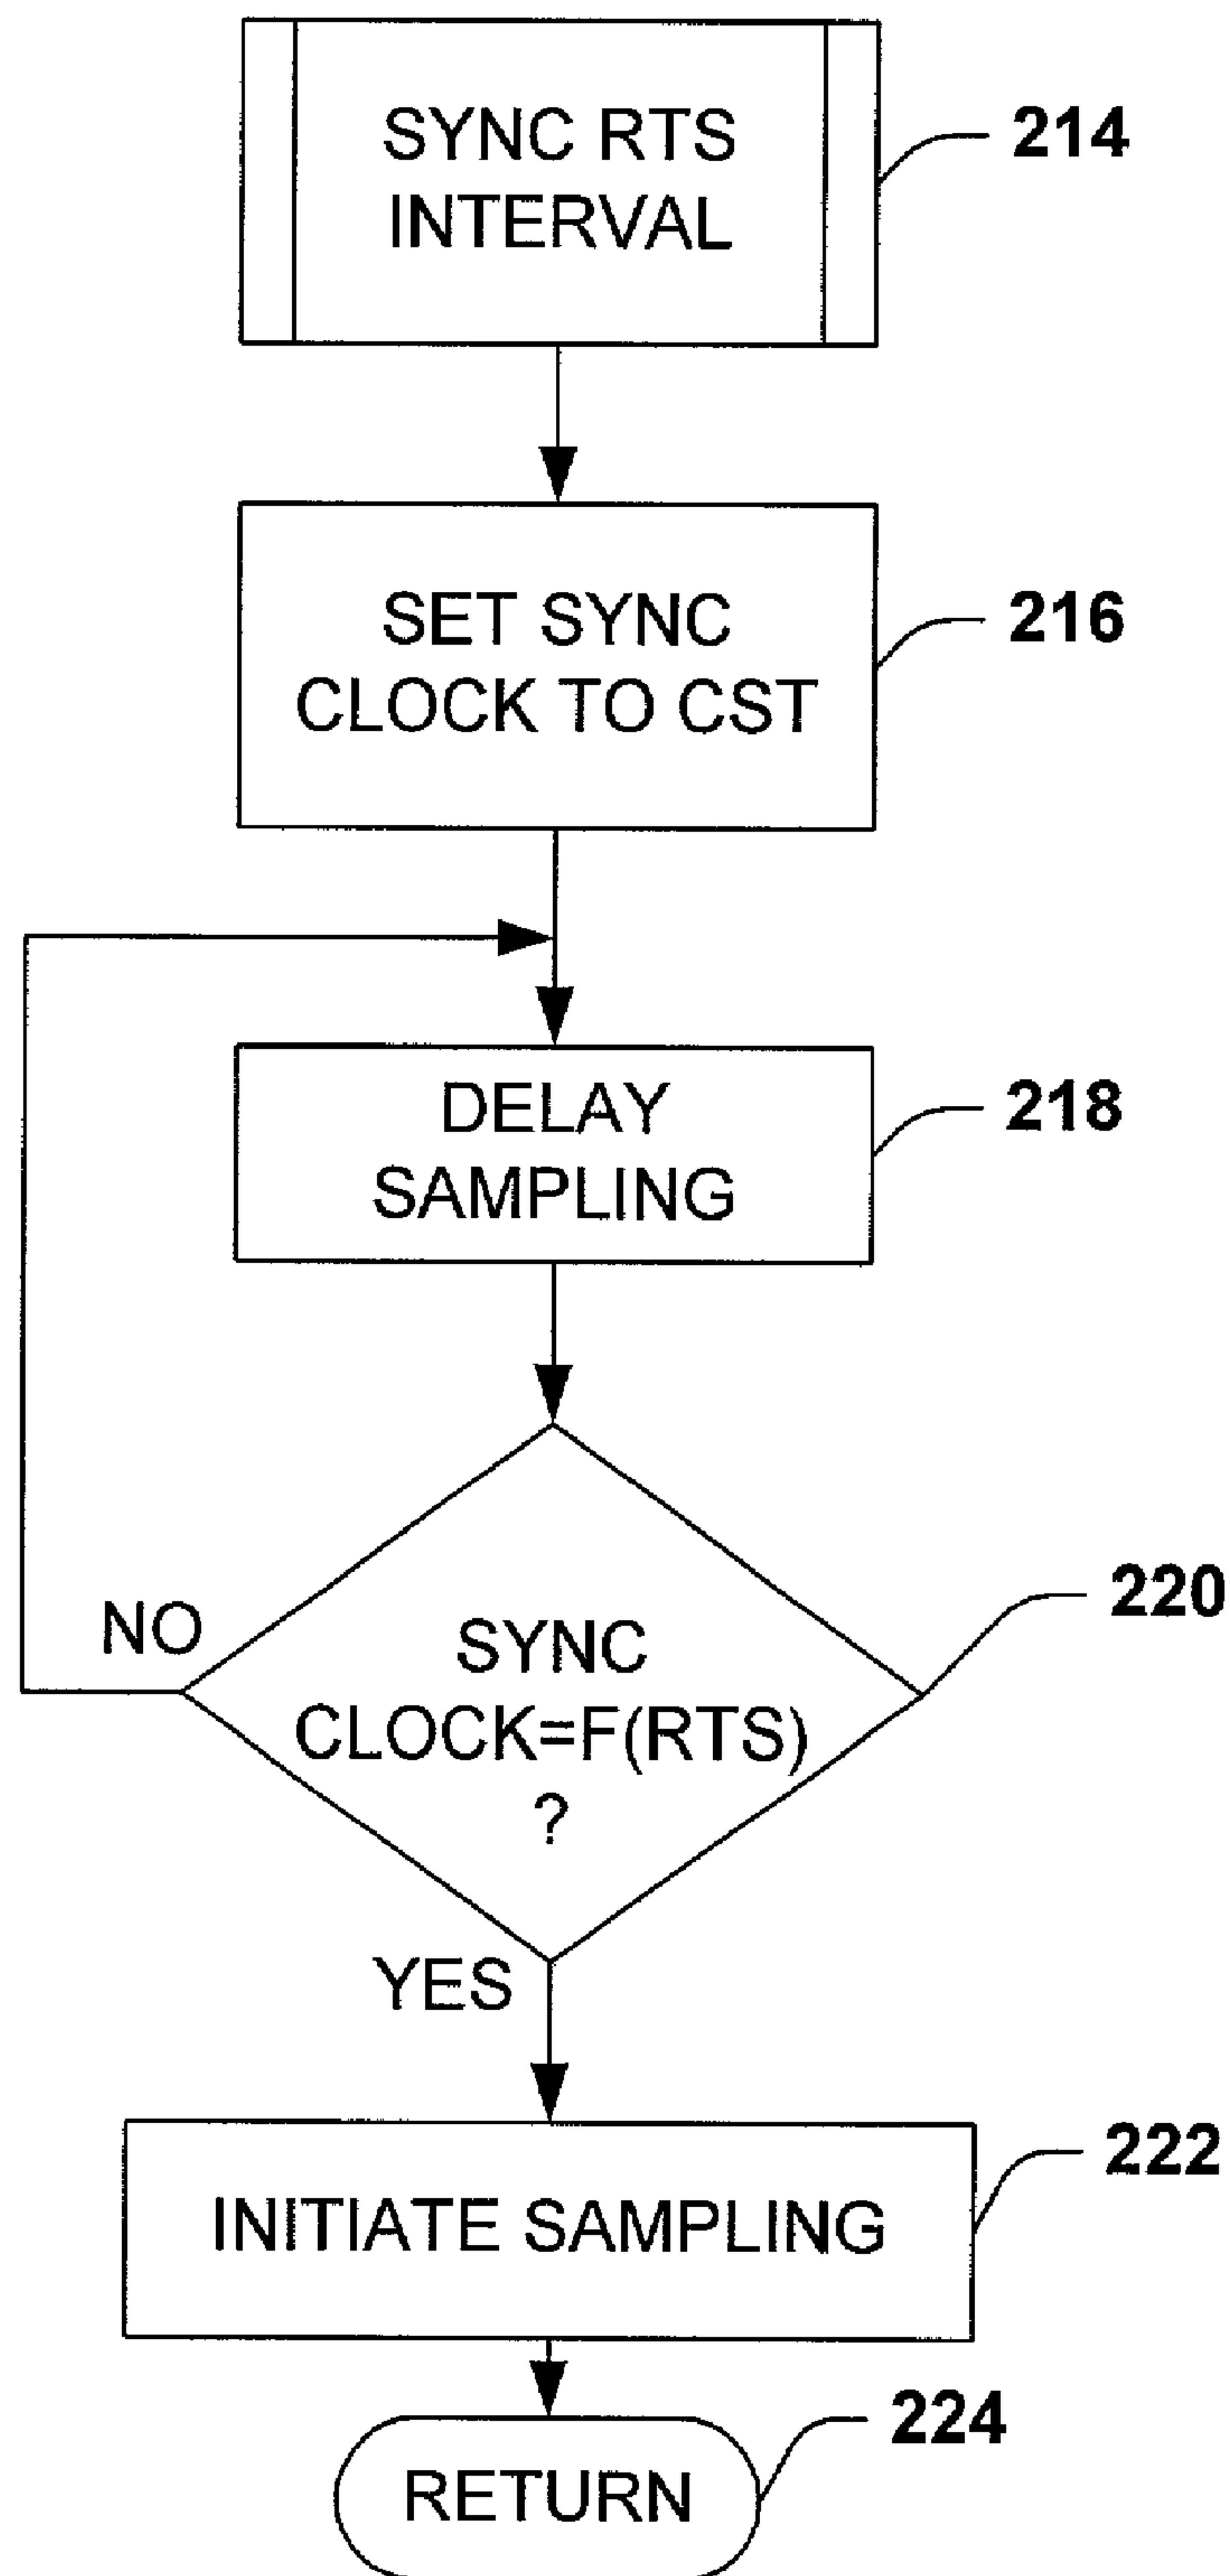 SYNC RTS
INTERVAL
214
SET SYNC
CLOCK TO CST
216
DELAY
SAMPLING
218
NO
SYNC
CLOCK=F(RTS)
?
220
YES
INITIATE SAMPLING
222
RETURN
224